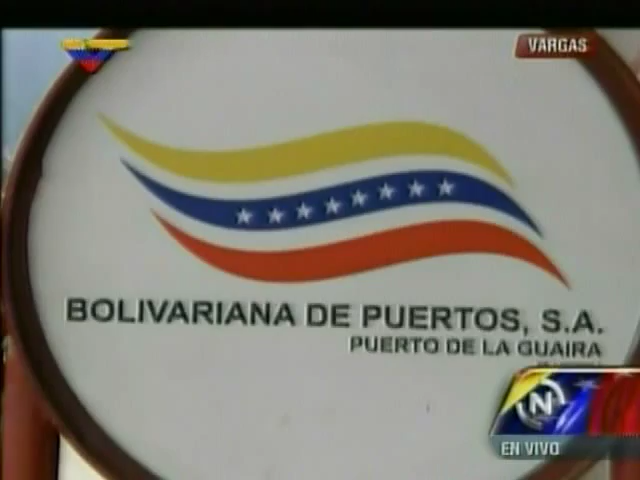 VARGAS
BOLIVARIANA DE PUERTOS, S.A.
PUERTO DE LA GUAIRA
N
EN VIVO